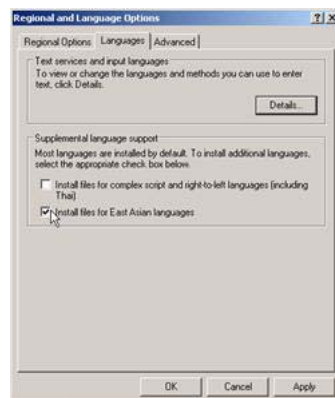 Regional and Language Options
Regional Options Languages Advanced
Text services and input languages
To view or change the languages and methods you can use to enter
text, click Details.
Details...
Supplemental language support
Most languages are installed by default. To install additional languages,
select the appropriate check box below.
Install files for complex script and right-to-left languages (including
Thai)
Install files for East Asian languages
OK Cancel Apply